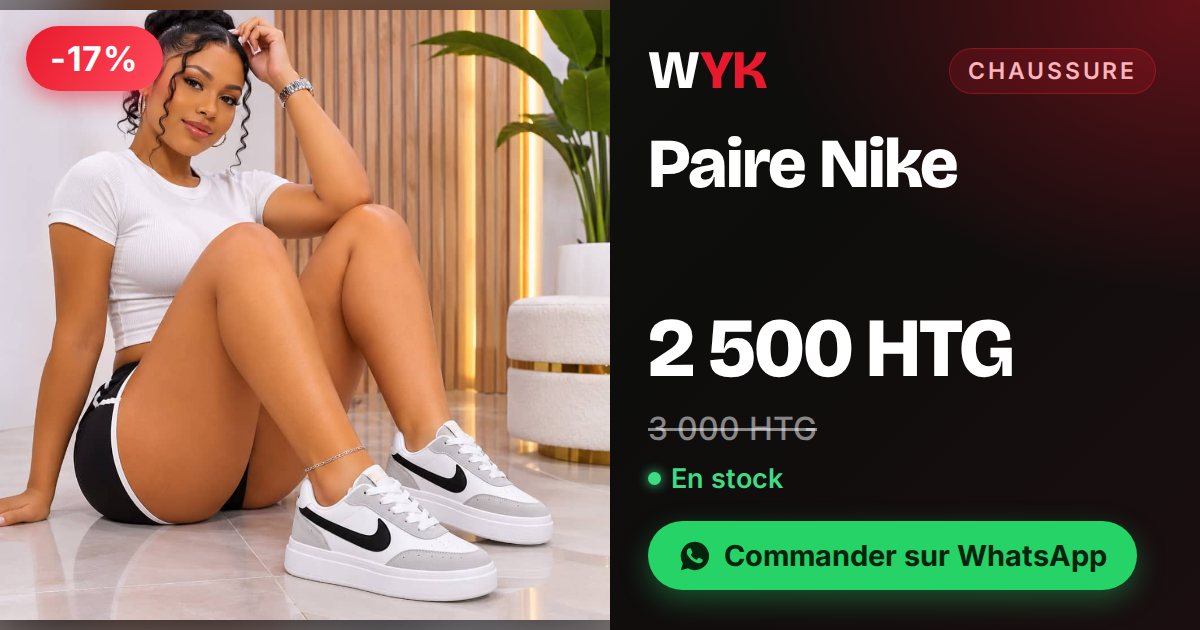 -17%
WYK
CHAUSSURE
Paire Nike
2 500 HTG
3 000 HTG
En stock
Commander sur WhatsApp